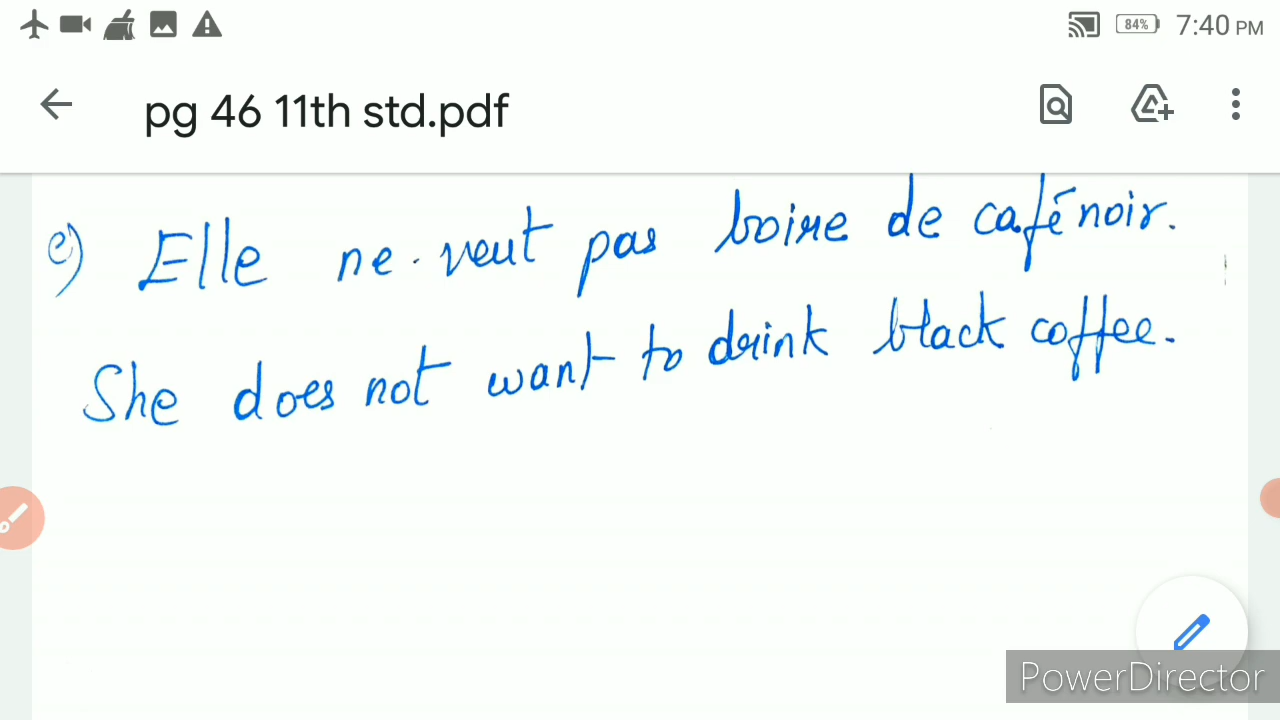 84% 7:40 PM
pg 46 11th std.pdf
e) Elle ne veut pas boire de café noir.
She does not want to drink black coffee.
PowerDirector